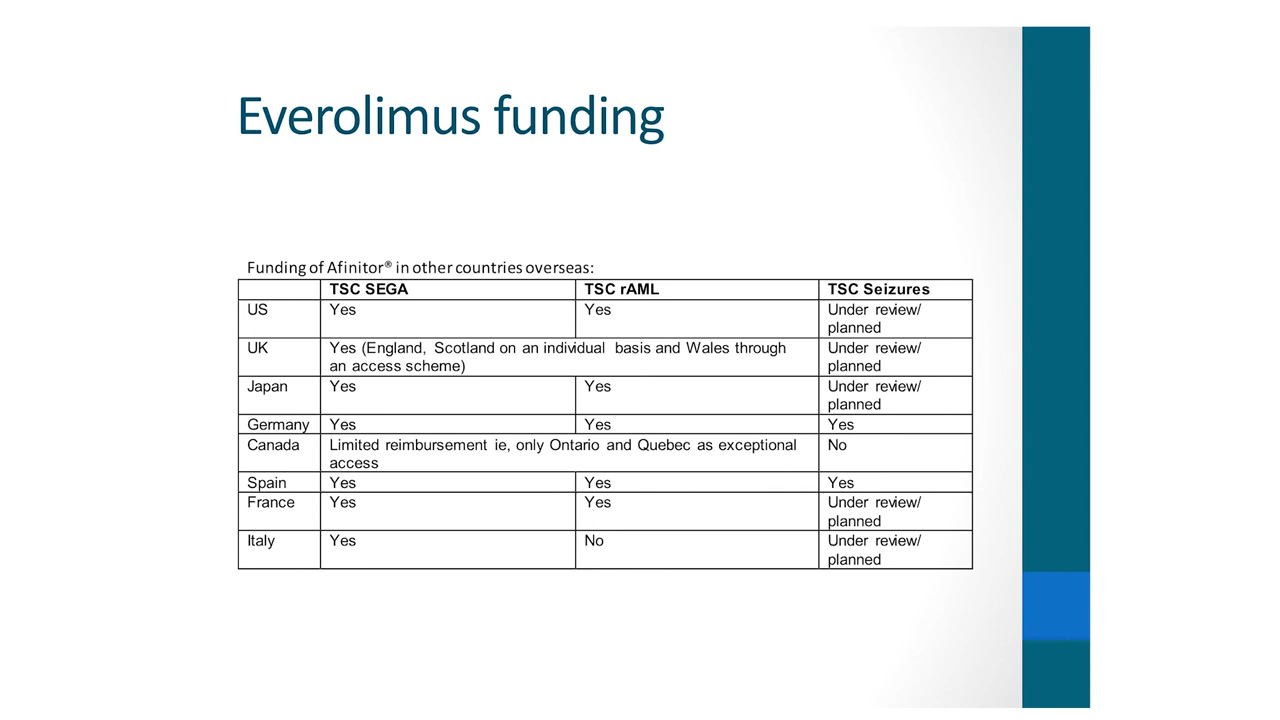 Everolimus funding
Funding of Afinitor® in other countries overseas:
TSC SEGA TSC rAML TSC Seizures
US Yes Yes Under review/
planned
UK Yes (England, Scotland on an individual basis and Wales through Under review/
an access scheme) planned
Japan Yes Yes Under review/
planned
Germany Yes Yes Yes
Canada Limited reimbursement ie, only Ontario and Quebec as exceptional No
access
Spain Yes Yes Yes
France Yes Yes Under review/
planned
Italy Yes No Under review/
planned